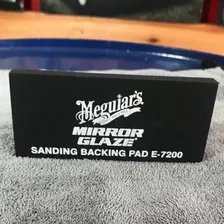 Meguiar's
MIRROR
GLAZE®
SANDING BACKING PAD E-7200